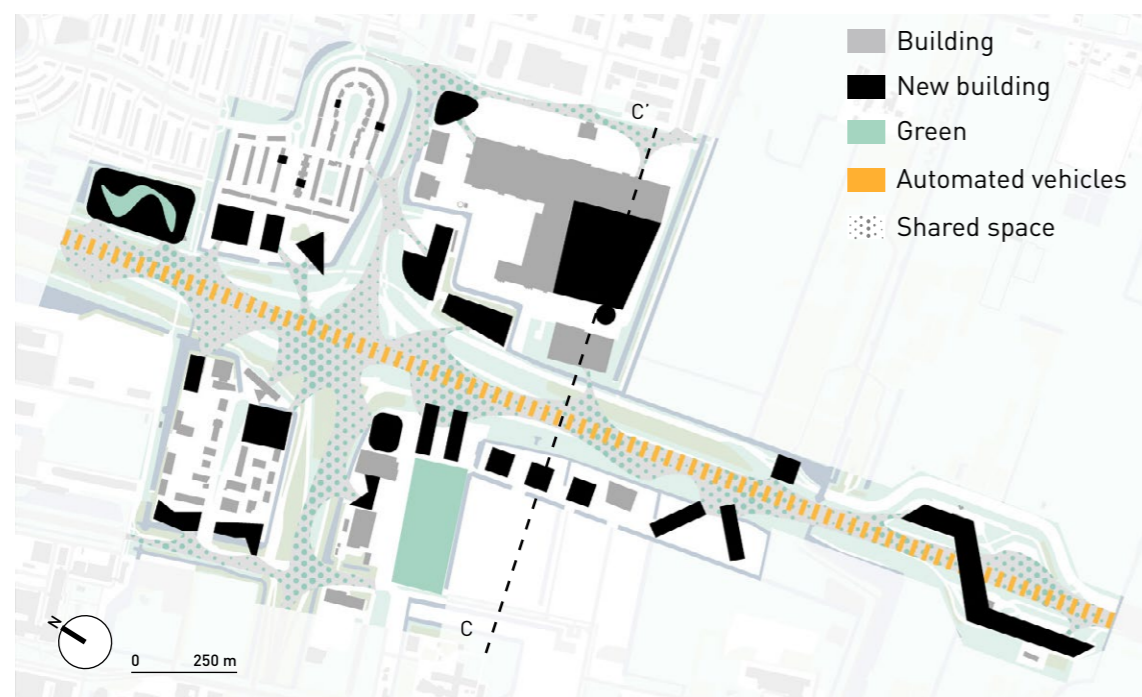 Building
New building
Green
Automated vehicles
Shared space
C'
C
N
0 250 m